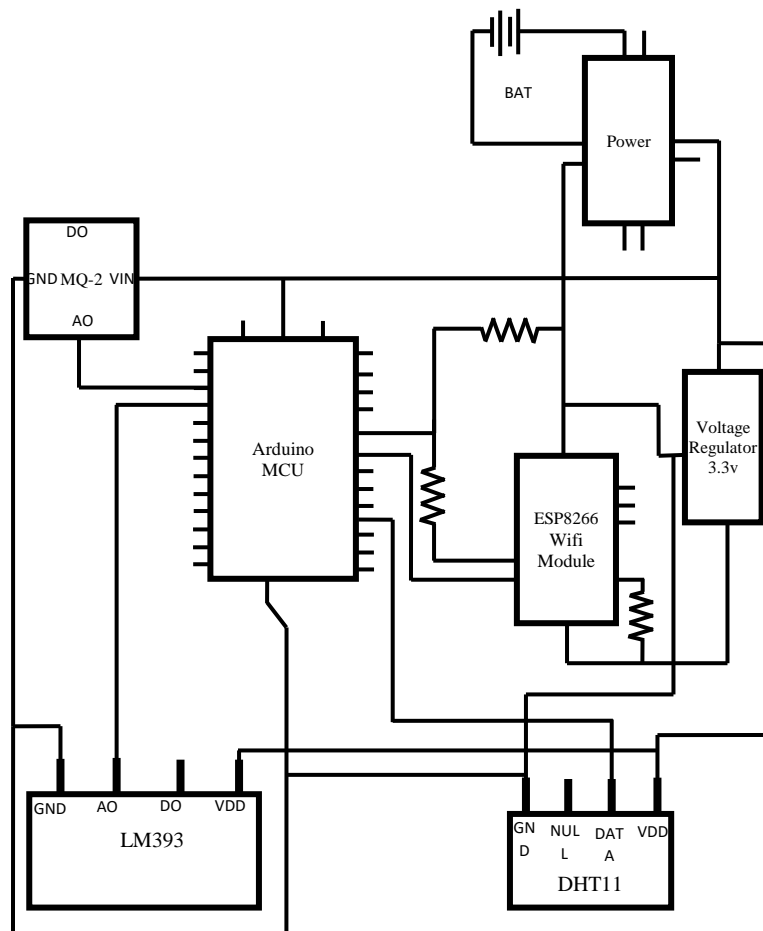 BAT
Power
DO
GND MQ-2 VIN
AO
Arduino
MCU
Voltage
Regulator
3.3v
ESP8266
Wifi
Module
GND AO DO VDD
LM393
GN
D
NUL
L
DAT
A
VDD
DHT11